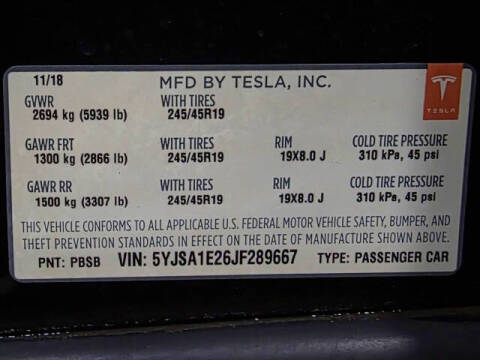 11/18 MFD BY TESLA, INC.
GVWR WITH TIRES
2694 kg (5939 lb) 245/45R19
TESLA
GAWR FRT WITH TIRES RIM COLD TIRE PRESSURE
1300 kg (2866 lb) 245/45R19 19X8.0 J 310 kPa, 45 psi
GAWR RR WITH TIRES RIM COLD TIRE PRESSURE
1500 kg (3307 lb) 245/45R19 19X8.0 J 310 kPa, 45 psi
THIS VEHICLE CONFORMS TO ALL APPLICABLE U.S. FEDERAL MOTOR VEHICLE SAFETY, BUMPER, AND
THEFT PREVENTION STANDARDS IN EFFECT ON THE DATE OF MANUFACTURE SHOWN ABOVE.
PNT: PBSB VIN: 5YJSA1E26JF289667 TYPE: PASSENGER CAR